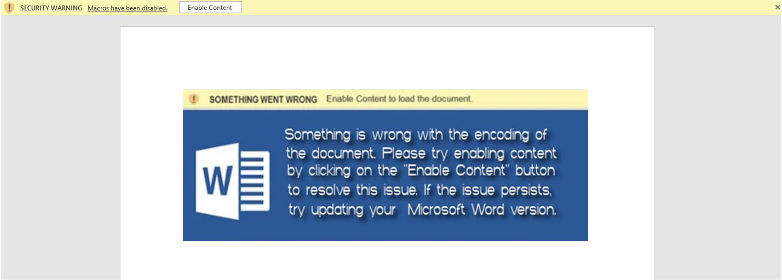 SECURITY WARNING Macros have been disabled. Enable Content
SOMETHING WENT WRONG Enable Content to load the document.
Something is wrong with the encoding of
the document. Please try enabling content
by clicking on the "Enable Content" button
to resolve this issue. If the issue persists,
try updating your Microsoft Word version.
W